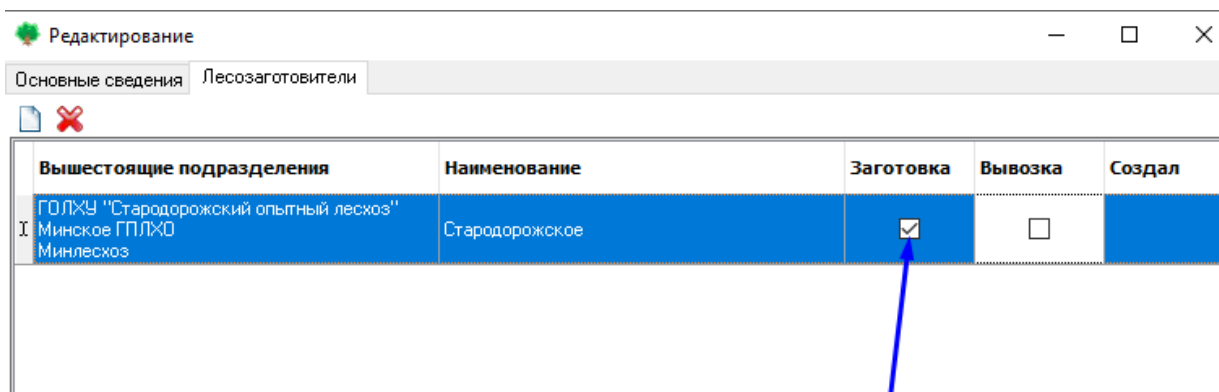 Редактирование
Основные сведения Лесозаготовители
Вышестоящие подразделения Наименование Заготовка Вывозка Создал
ГОЛХУ "Стародорожский опытный лесхоз"
Минское ГПЛХО Стародорожское
Минлесхоз